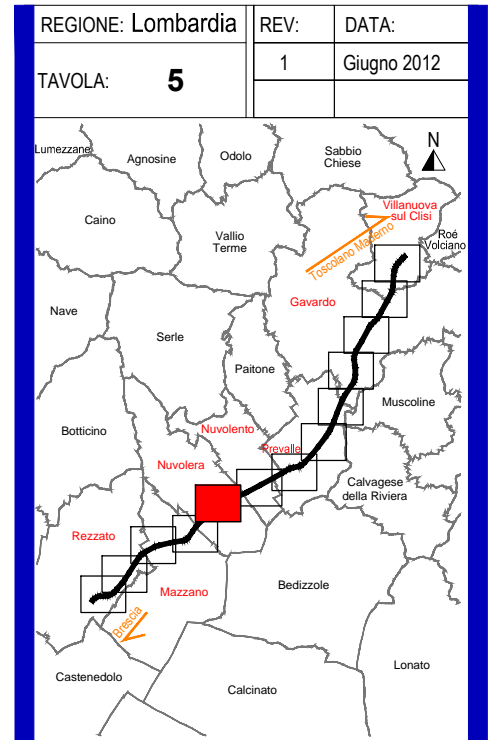 REGIONE: Lombardia
REV:
DATA:
TAVOLA: 5
1
Giugno 2012
Lumezzane
Agnosine
Odolo
Sabbio
Chiese
N
Caino
Vallio
Terme
Villanuova
sul Clisi
Roé
Volciano
Toscolano Maderno
Gavardo
Nave
Serle
Paitone
Muscoline
Botticino
Nuvolento
Prevalle
Nuvolera
Calvagese
della Riviera
Rezzato
Mazzano
Bedizzole
Brescia
Castenedolo
Calcinato
Lonato